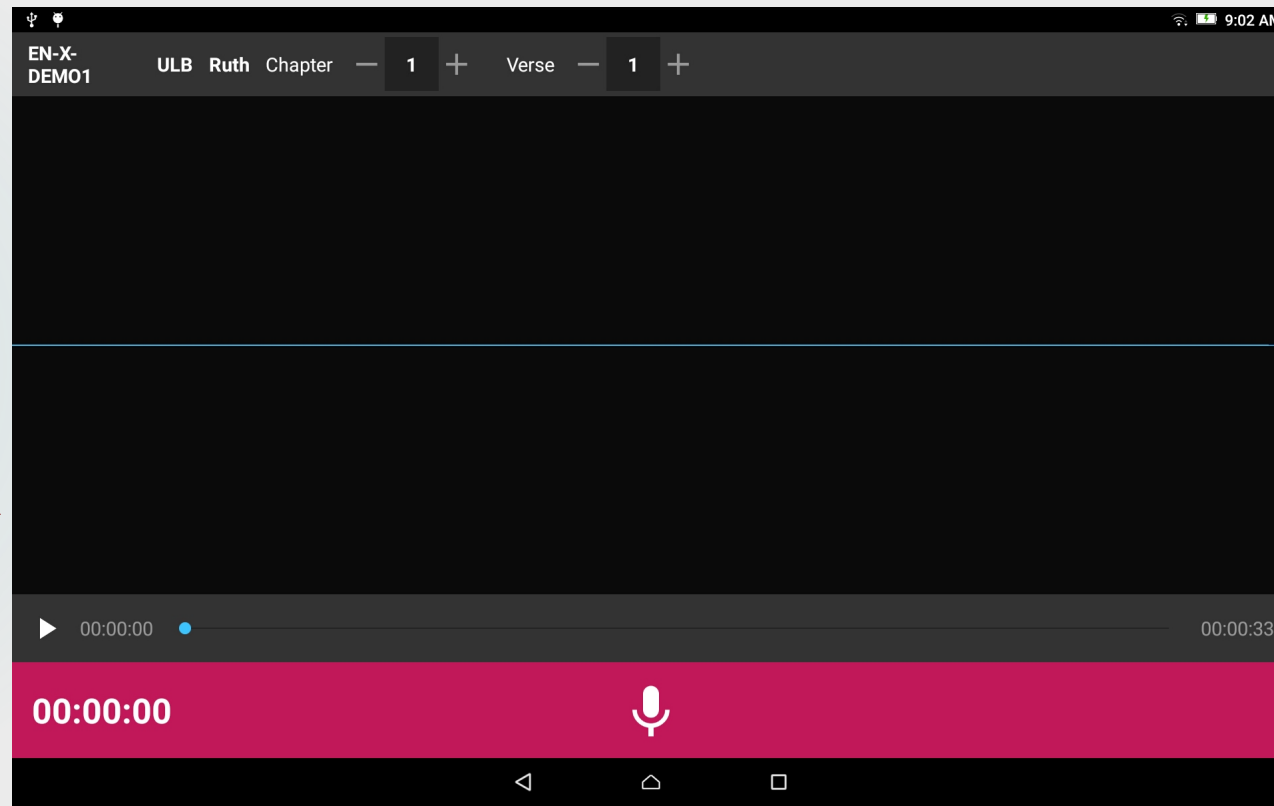 9:02 AM
EN-X-
DEMO1 ULB Ruth Chapter — 1 + Verse — 1 +
00:00:00 00:00:33
00:00:00